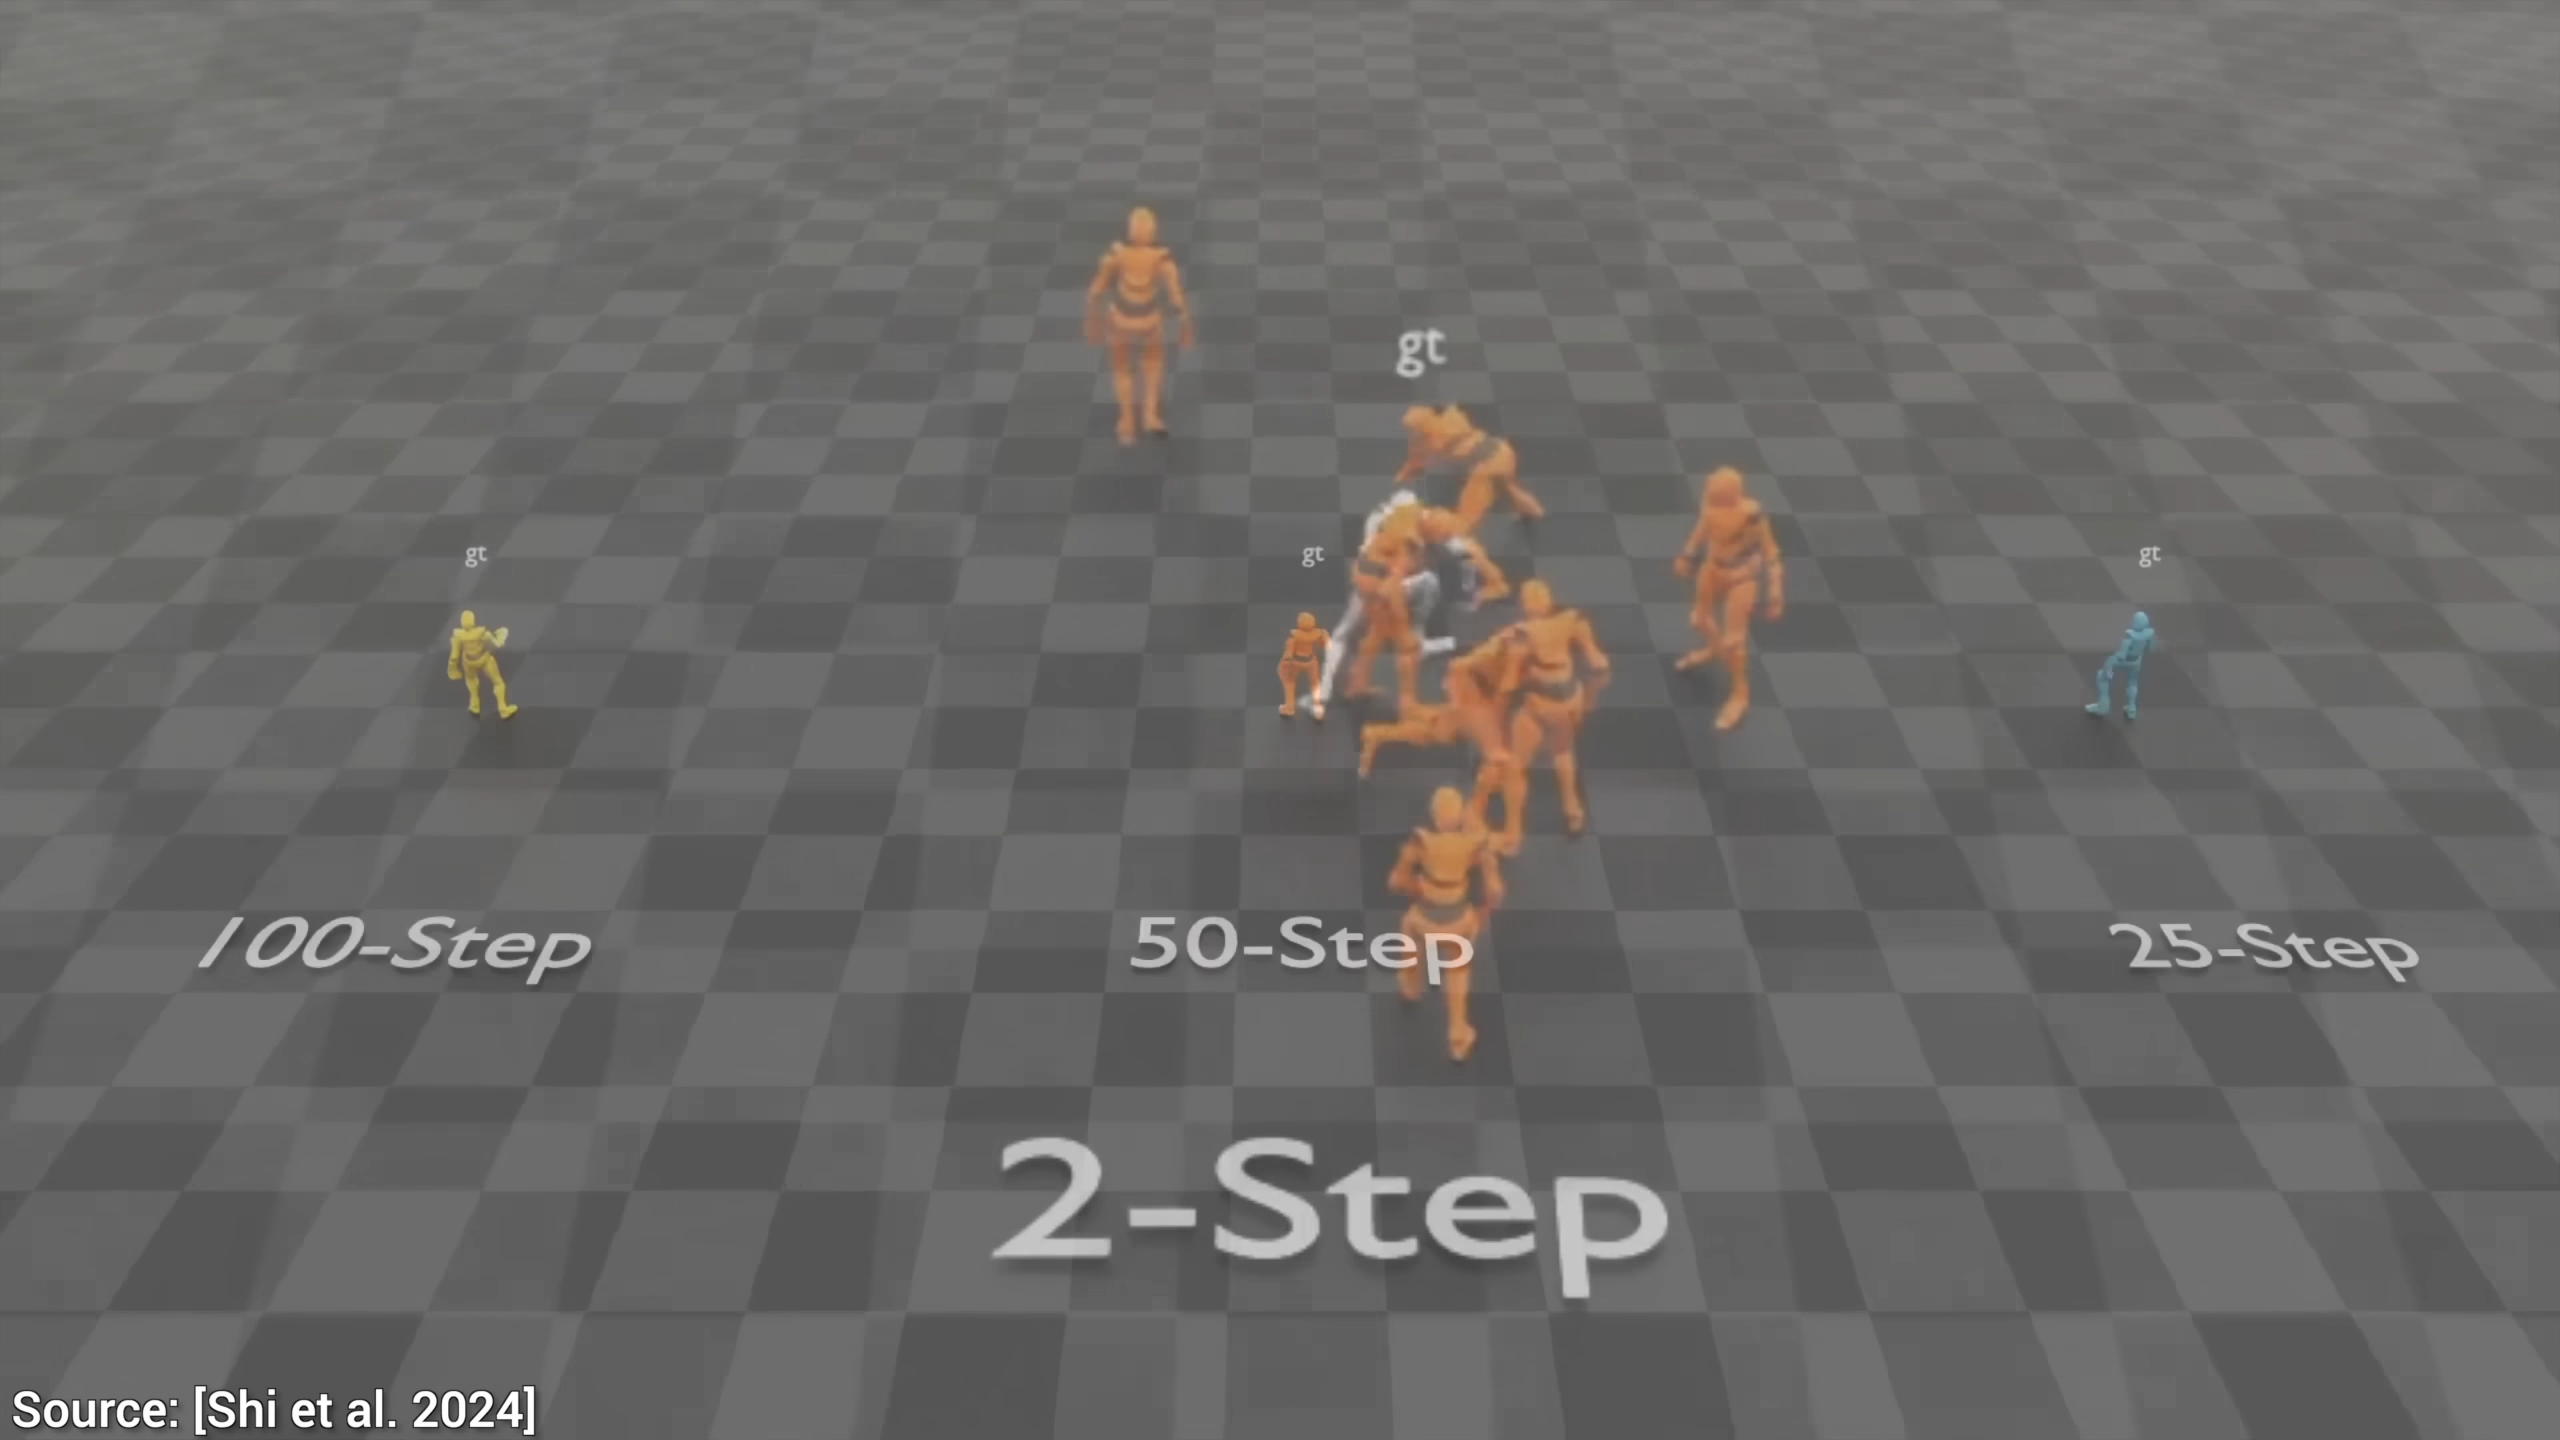 gt
gt
gt
gt
100-Step
50-Step
25-Step
2-Step
Source: [Shi et al. 2024]